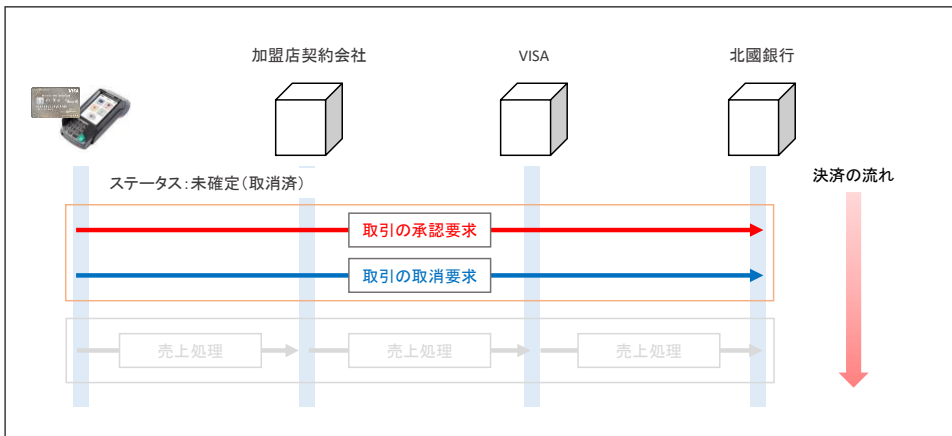 加盟店契約会社
VISA
北國銀行
VISA
ステータス：未確定（取消済）
決済の流れ
取引の承認要求
取引の取消要求
売上処理
売上処理
売上処理